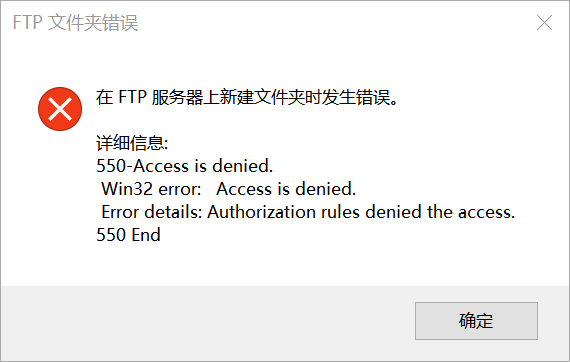 FTP 文件夹错误
在 FTP 服务器上新建文件夹时发生错误。
详细信息:
550-Access is denied.
Win32 error:   Access is denied.
Error details: Authorization rules denied the access.
550 End
确定